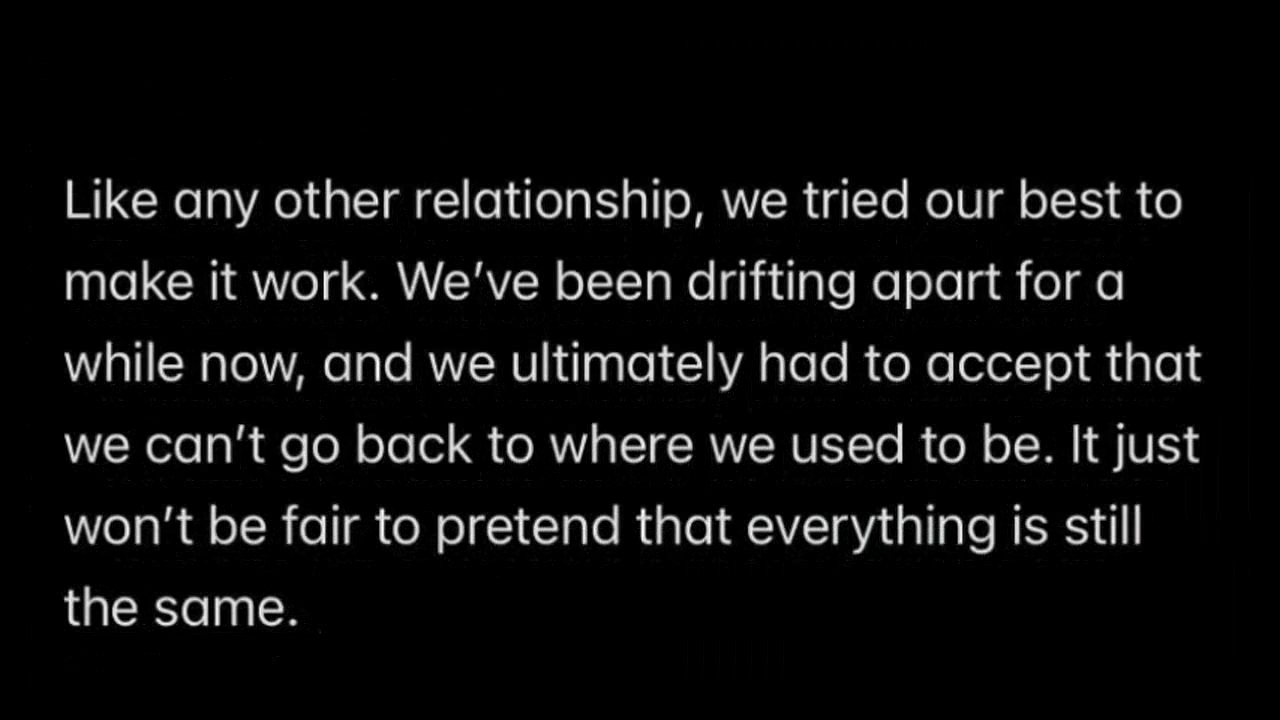 Like any other relationship, we tried our best to
make it work. We’ve been drifting apart for a
while now, and we ultimately had to accept that
we can’t go back to where we used to be. It just
won’t be fair to pretend that everything is still
the same.